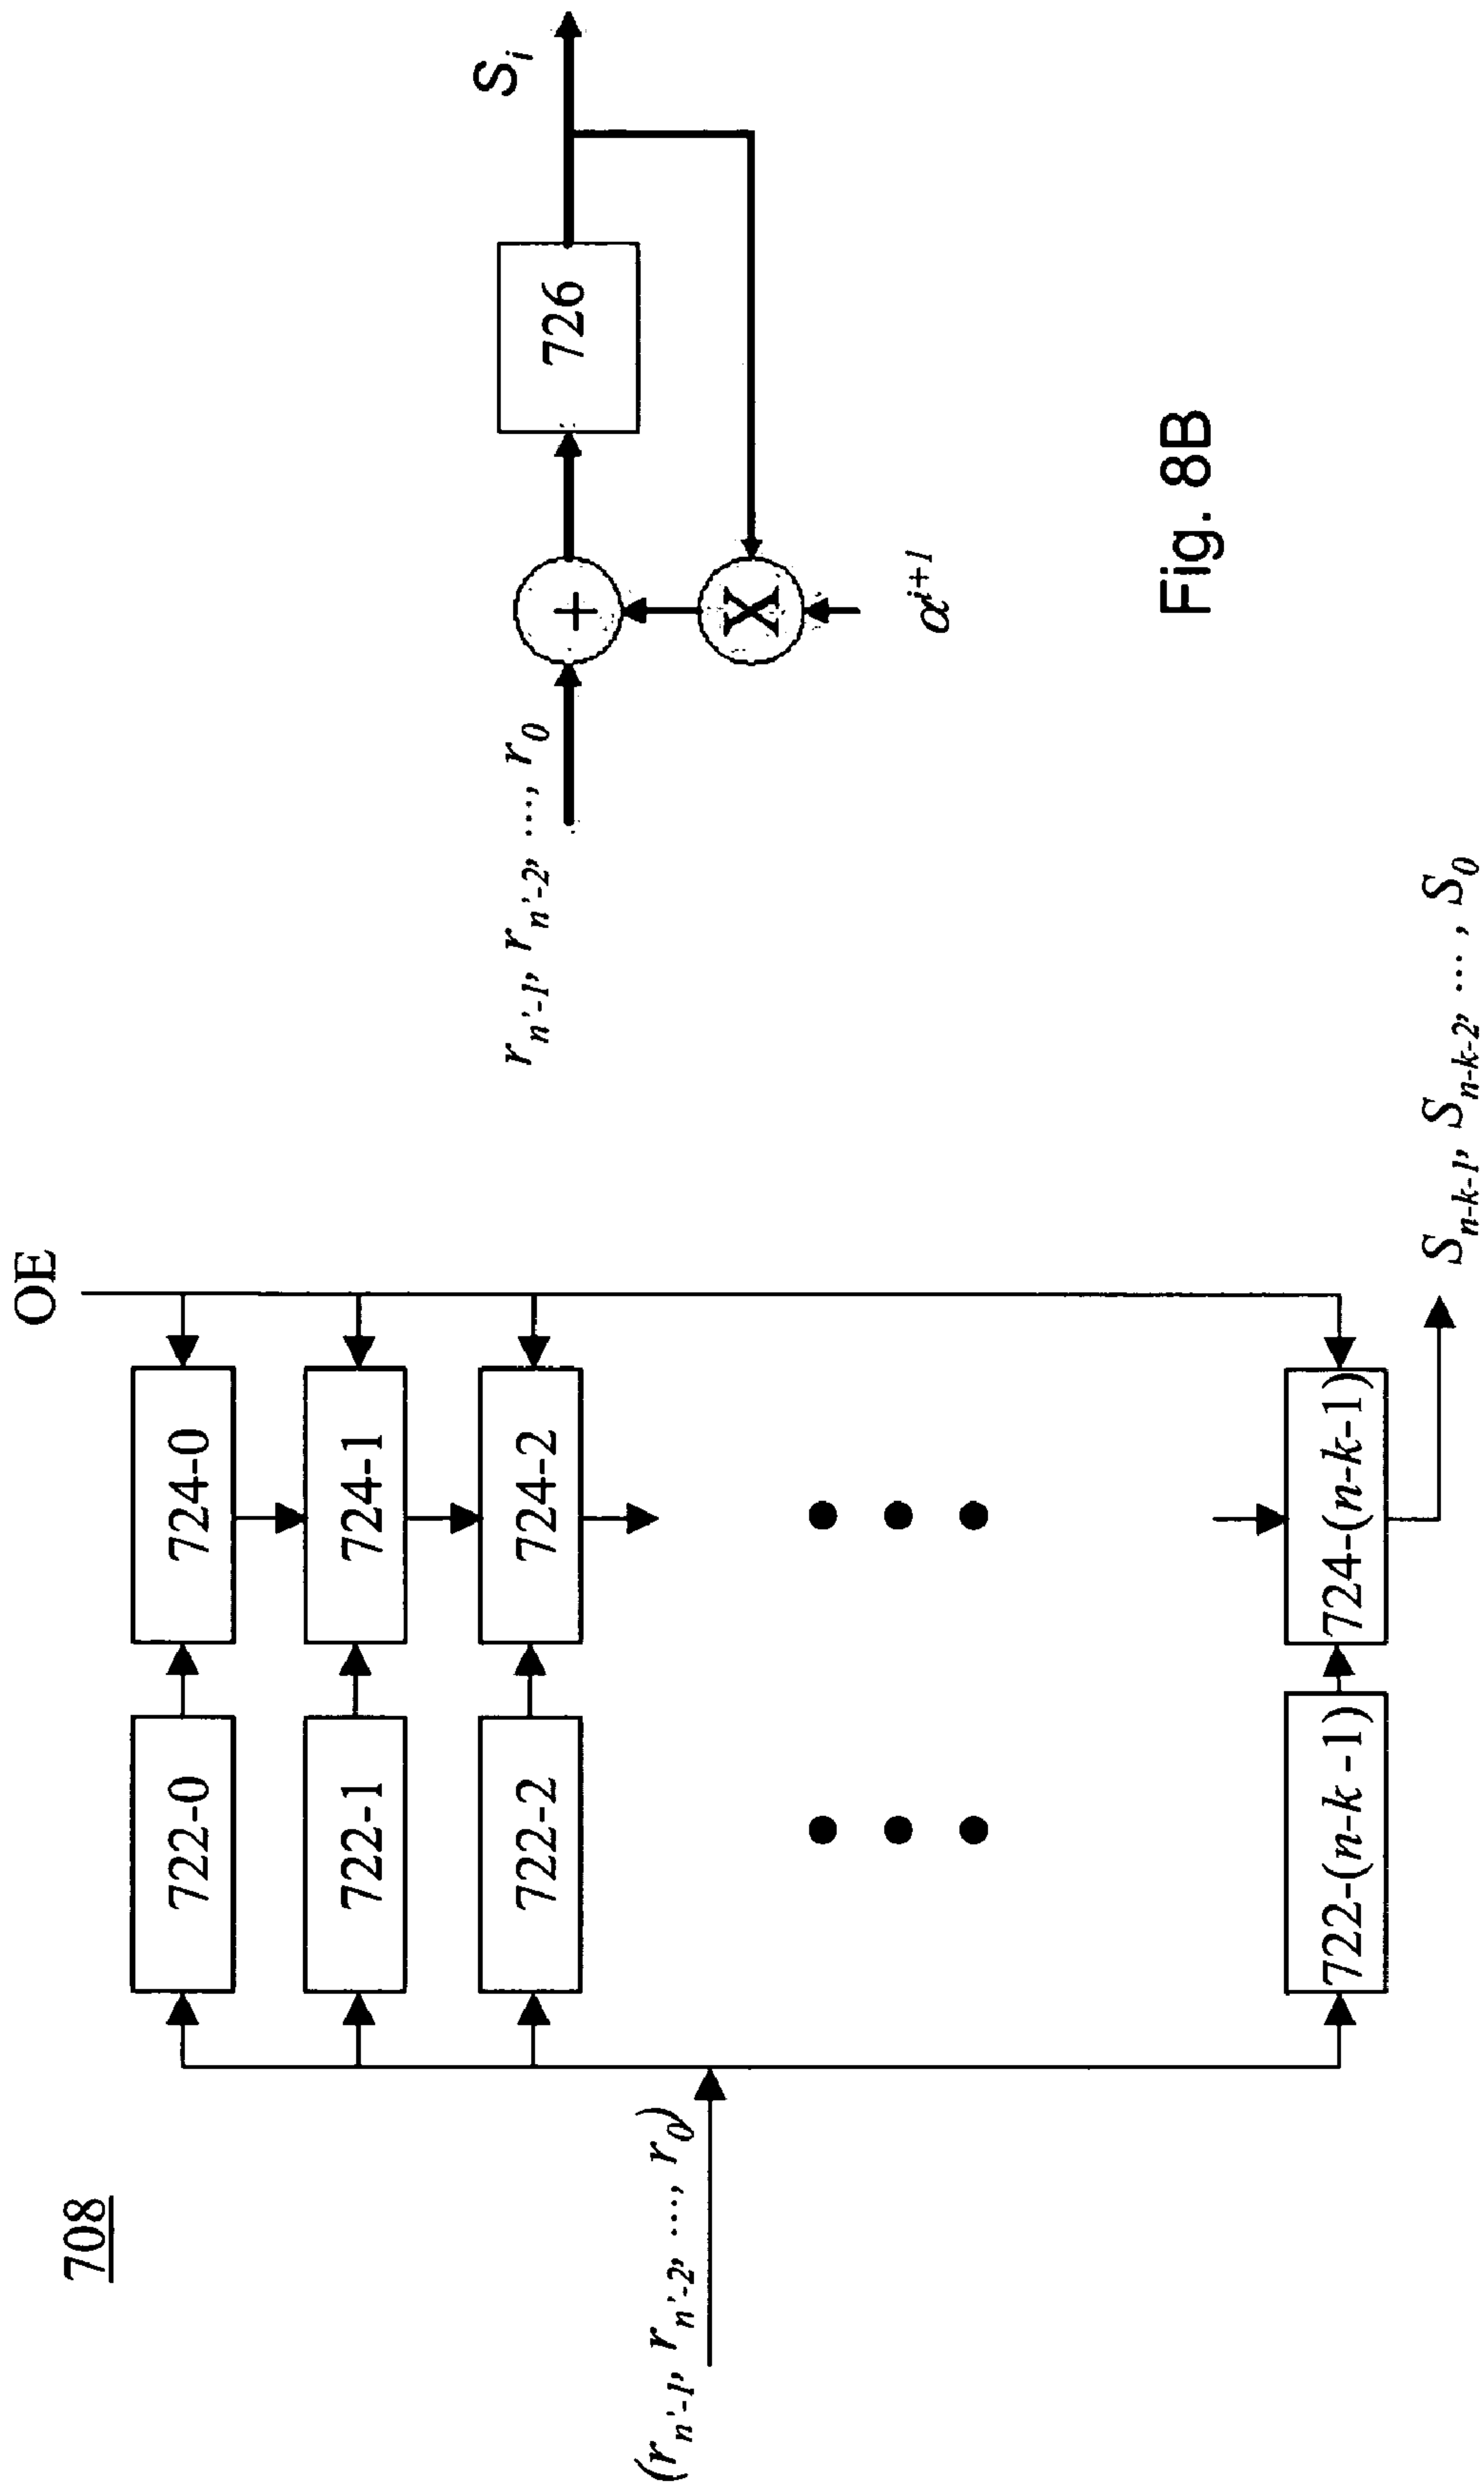 708
OE
722-0
724-0
722-1
724-1
722-2
724-2
(r_{n'-1}, r_{n'-2}, ..., r_0)
722-(n-k -1)
724-(n-k-1)
S_{n-k-1}, S_{n-k-2}, ... , S_0
r_{n'-1}, r_{n'-2}, ..., r_0
+
726
S_i
X
α^{i+1}
Fig. 8B